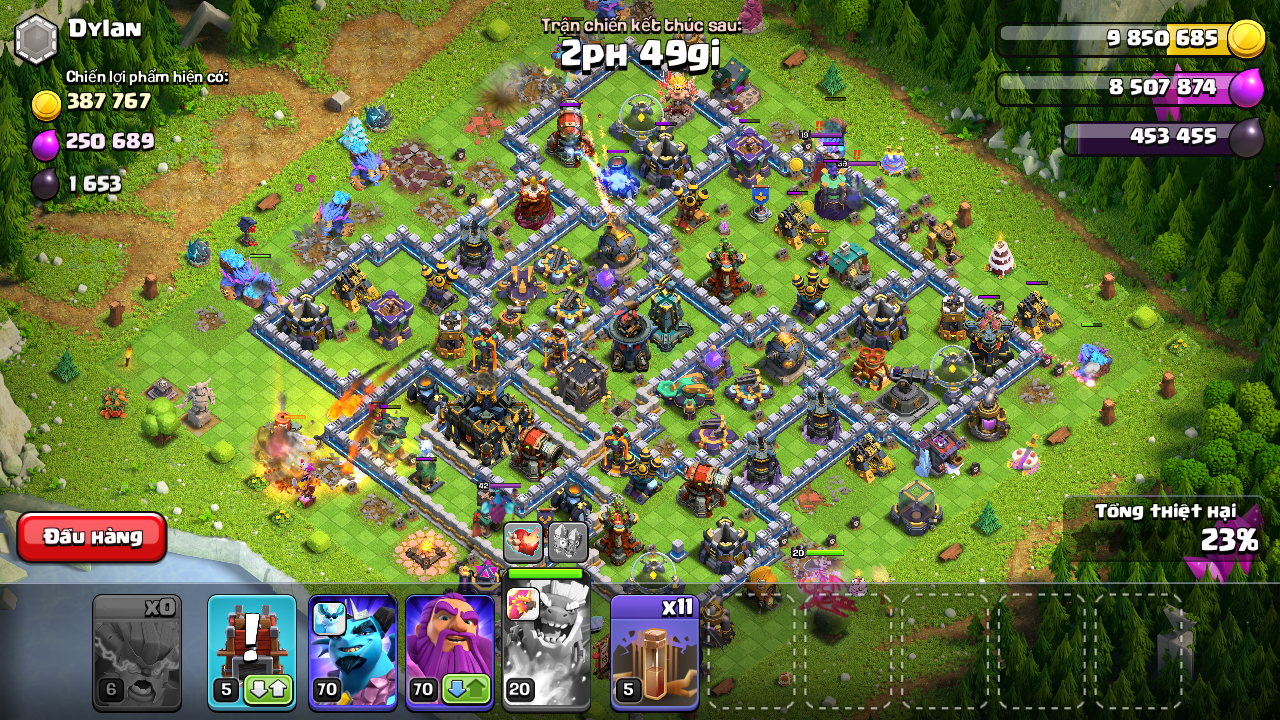 Dylan
Chiến lợi phẩm hiện có:
387 767
250 689
1 653
Trận chiến kết thúc sau:
2ph 49gi
9 850 685
8 507 874
453 455
19
38
42
20
Đầu hàng
Tổng thiệt hại
23%
x0
x11
6
5
70
70
20
5